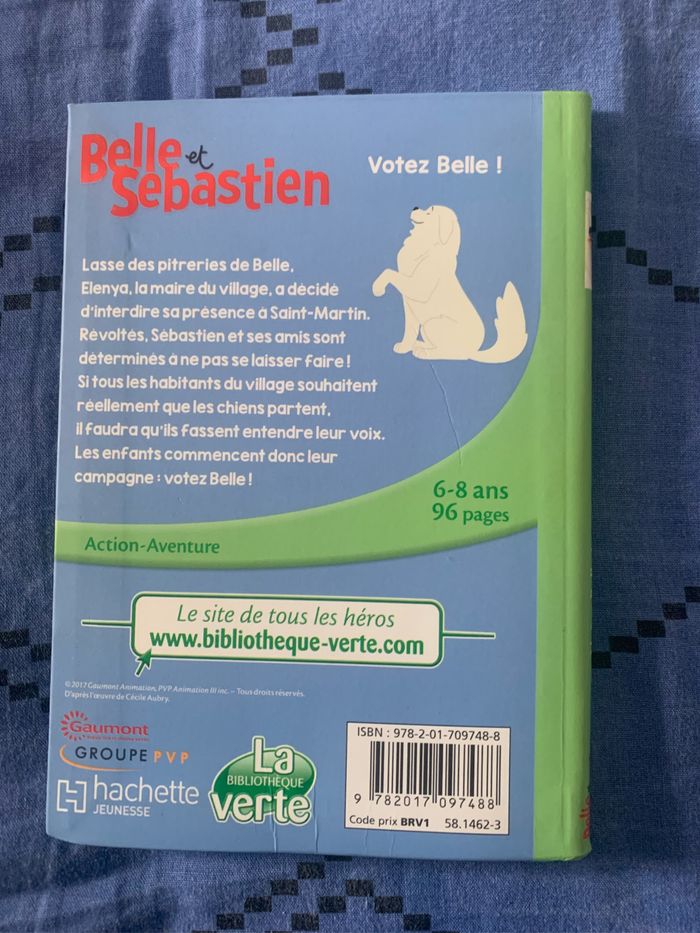 Belle et
Sébastien
Votez Belle !
Lasse des pitreries de Belle,
Elenya, la maire du village, a décidé
d'interdire sa présence à Saint-Martin.
Révoltés, Sébastien et ses amis sont
déterminés à ne pas se laisser faire !
Si tous les habitants du village souhaitent
réellement que les chiens partent,
il faudra qu'ils fassent entendre leur voix.
Les enfants commencent donc leur
campagne : votez Belle !
6-8 ans
96 pages
Action-Aventure
Le site de tous les héros
www.bibliotheque-verte.com
© 2017 Gaumont Animation, PVP Animation III inc. – Tous droits réservés.
D'après l'œuvre de Cécile Aubry.
Gaumont
GROUPE PVP
hachette
JEUNESSE
La
BIBLIOTHÈQUE
verte
ISBN : 978-2-01-709748-8
9 782017 097488
Code prix BRV1 58.1462-3